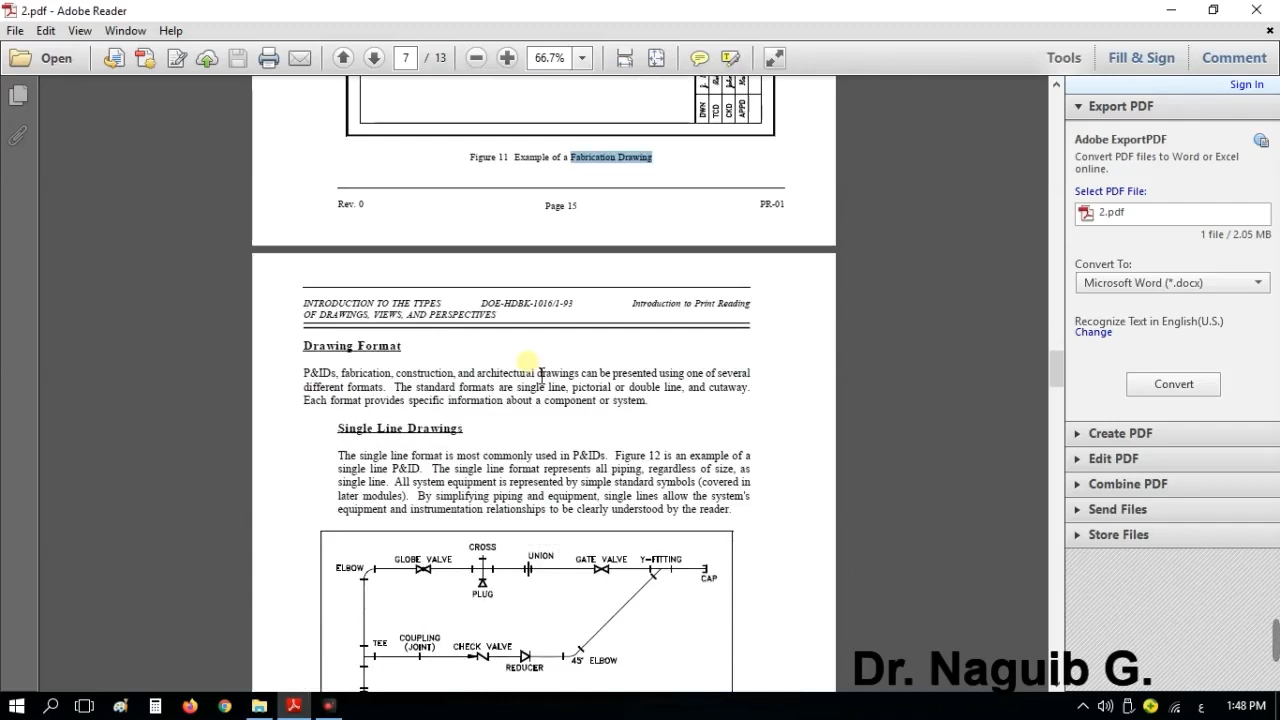 2.pdf - Adobe Reader
File Edit View Window Help
Open 7 / 13 66.7% Tools Fill & Sign Comment
Sign In
Export PDF
Adobe ExportPDF
Convert PDF files to Word or Excel
online.
Select PDF File:
2.pdf
1 file / 2.05 MB
Convert To:
Microsoft Word (*.docx)
Recognize Text in English(U.S.)
Change
Convert
Create PDF
Edit PDF
Combine PDF
Send Files
Store Files
DWN
TCD
CKD
APPD
Figure 11 Example of a Fabrication Drawing
Rev. 0 Page 15 PR-01
INTRODUCTION TO THE TYPES DOE-HDBK-1016/1-93 Introduction to Print Reading
OF DRAWINGS, VIEWS, AND PERSPECTIVES
Drawing Format
P&IDs, fabrication, construction, and architectural drawings can be presented using one of several
different formats. The standard formats are single line, pictorial or double line, and cutaway.
Each format provides specific information about a component or system.
Single Line Drawings
The single line format is most commonly used in P&IDs. Figure 12 is an example of a
single line P&ID. The single line format represents all piping, regardless of size, as
single line. All system equipment is represented by simple standard symbols (covered in
later modules). By simplifying piping and equipment, single lines allow the system's
equipment and instrumentation relationships to be clearly understood by the reader.
CROSS
ELBOW GLOBE VALVE UNION GATE VALVE Y-FITTING
CAP
PLUG
TEE COUPLING CHECK VALVE
(JOINT)
REDUCER 45° ELBOW
Dr. Naguib G.
ع 1:48 PM